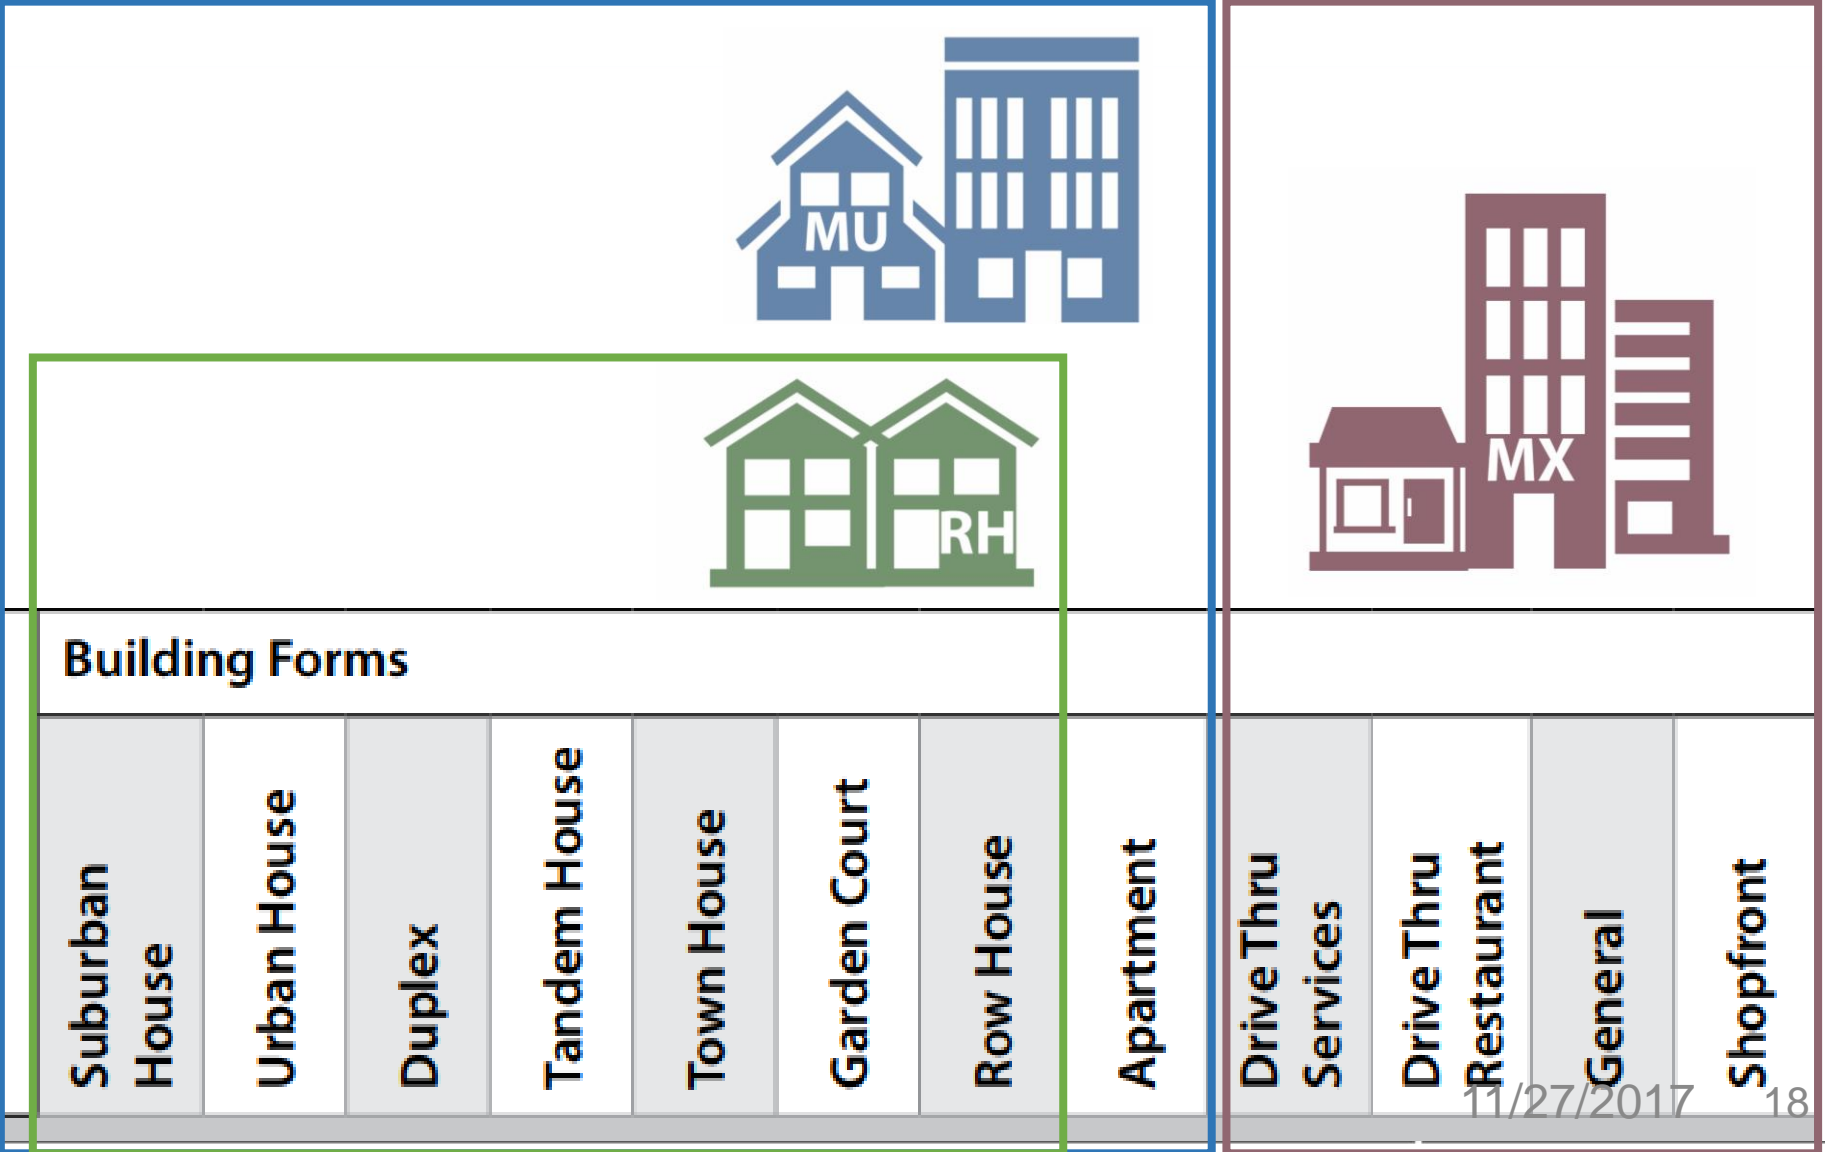 MU
MX
RH
Building Forms
Suburban
House
Urban House
Duplex
Tandem House
Town House
Garden Court
Row House
Apartment
Drive Thru
Services
Drive Thru
Restaurant
General
Shopfront
11/27/2017
18